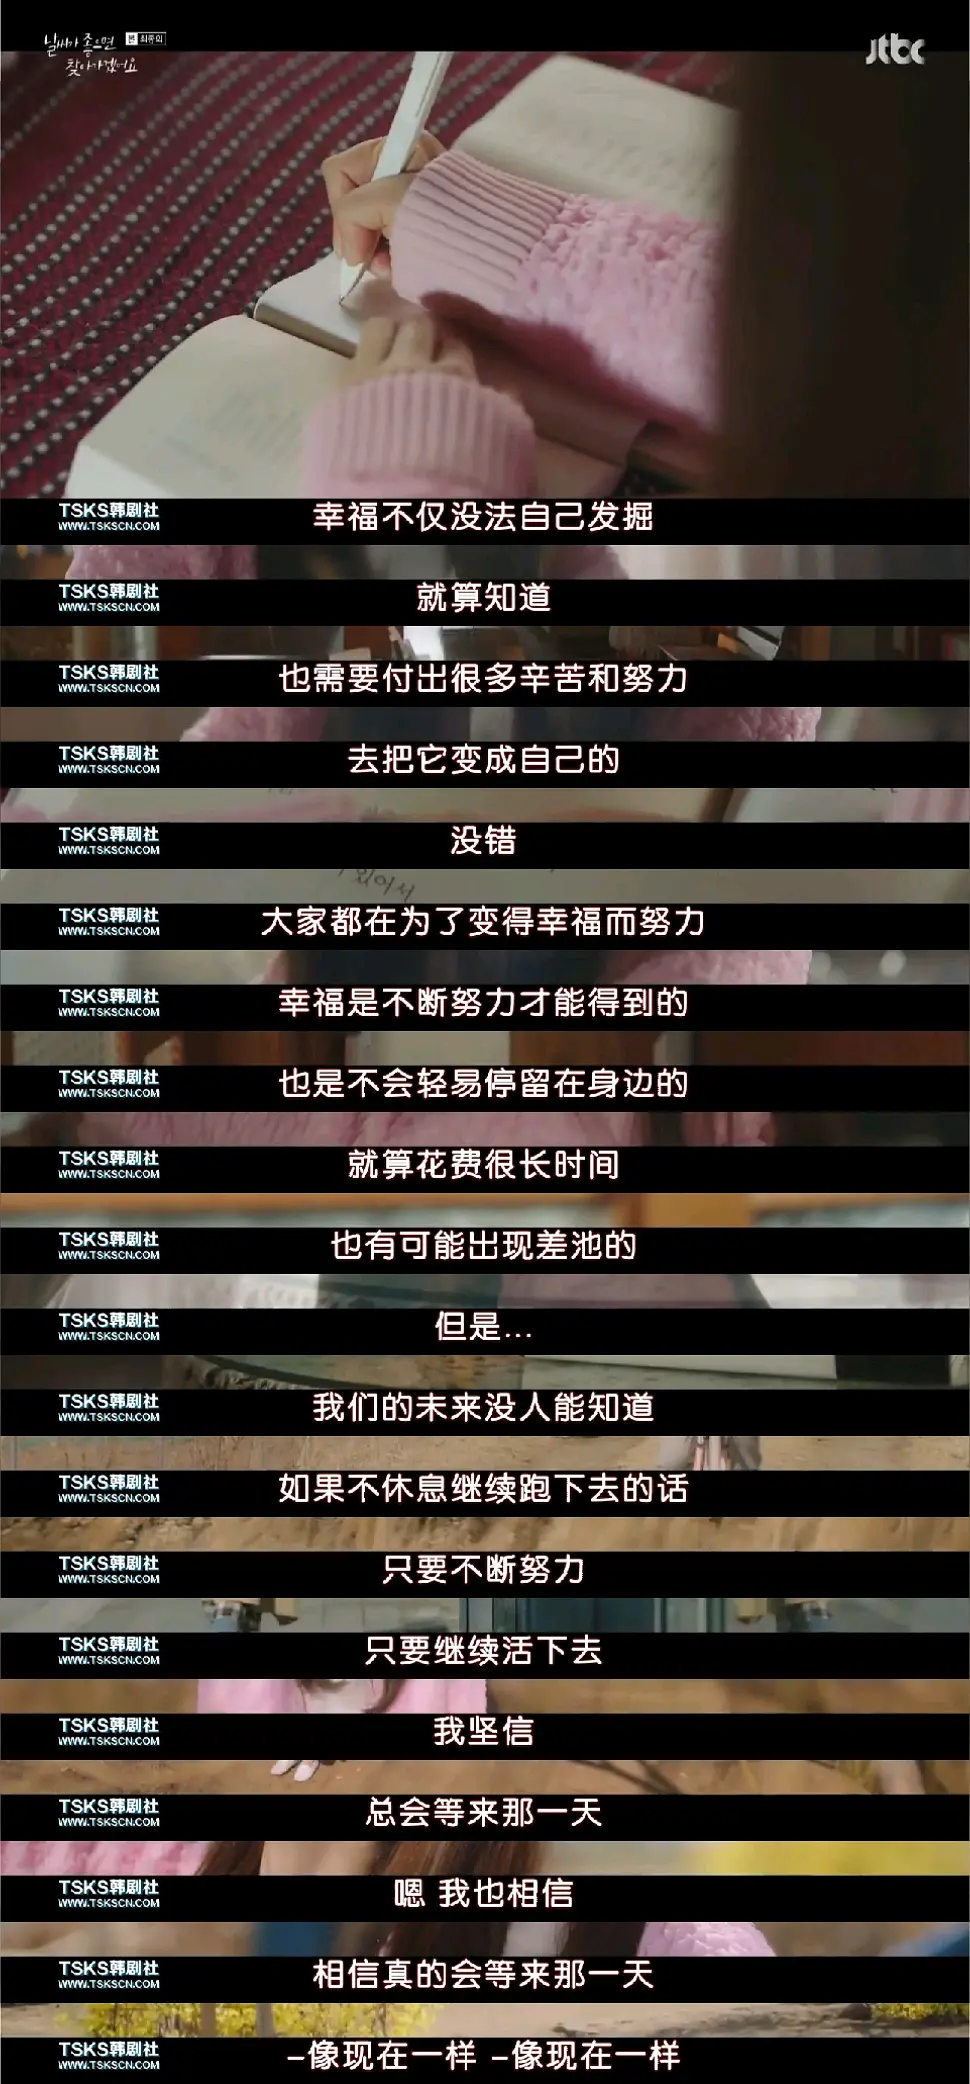 날씨가 좋으면 본 최종회
찾아가겠어요
jtbc
TSKS韩剧社
WWW.TSKSCN.COM
幸福不仅没法自己发掘
TSKS韩剧社
WWW.TSKSCN.COM
就算知道
TSKS韩剧社
WWW.TSKSCN.COM
也需要付出很多辛苦和努力
TSKS韩剧社
WWW.TSKSCN.COM
去把它变成自己的
TSKS韩剧社
WWW.TSKSCN.COM
没错
있어서
TSKS韩剧社
WWW.TSKSCN.COM
大家都在为了变得幸福而努力
TSKS韩剧社
WWW.TSKSCN.COM
幸福是不断努力才能得到的
TSKS韩剧社
WWW.TSKSCN.COM
也是不会轻易停留在身边的
TSKS韩剧社
WWW.TSKSCN.COM
就算花费很长时间
TSKS韩剧社
WWW.TSKSCN.COM
也有可能出现差池的
TSKS韩剧社
WWW.TSKSCN.COM
但是...
TSKS韩剧社
WWW.TSKSCN.COM
我们的未来没人能知道
TSKS韩剧社
WWW.TSKSCN.COM
如果不休息继续跑下去的话
TSKS韩剧社
WWW.TSKSCN.COM
只要不断努力
TSKS韩剧社
WWW.TSKSCN.COM
只要继续活下去
TSKS韩剧社
WWW.TSKSCN.COM
我坚信
TSKS韩剧社
WWW.TSKSCN.COM
总会等来那一天
TSKS韩剧社
WWW.TSKSCN.COM
嗯 我也相信
TSKS韩剧社
WWW.TSKSCN.COM
相信真的会等来那一天
TSKS韩剧社
WWW.TSKSCN.COM
-像现在一样 -像现在一样